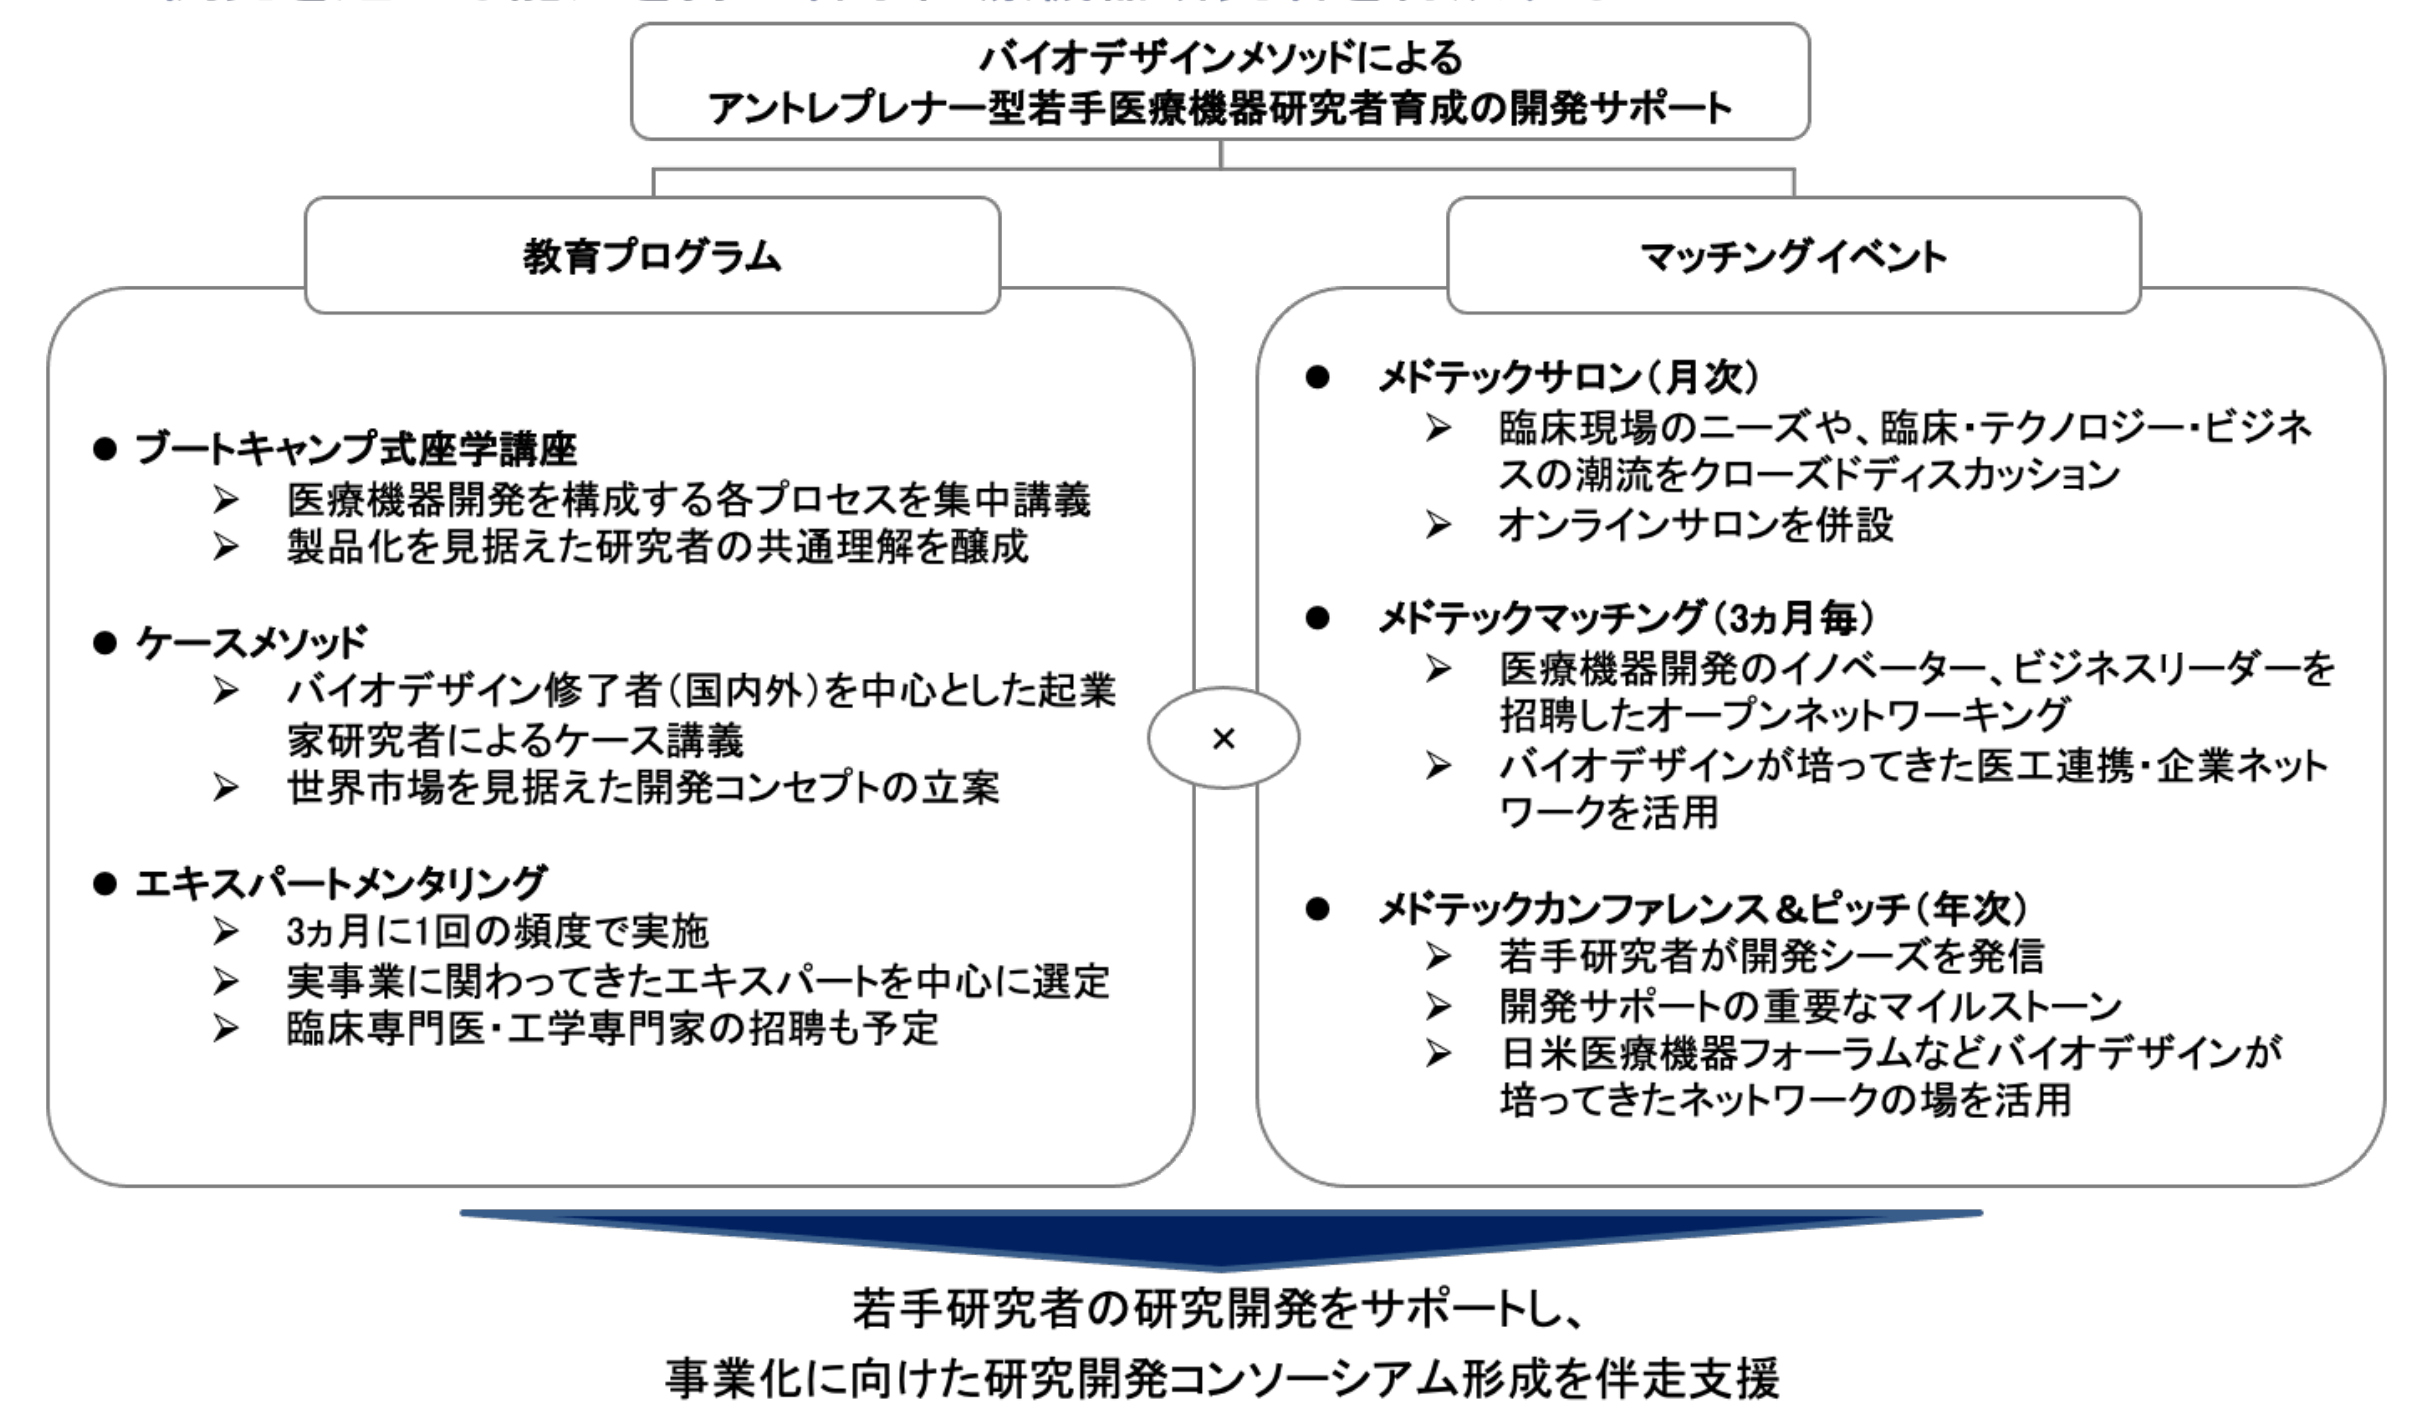 バイオデザインメソッドによる
アントレプレナー型若手医療機器研究者育成の開発サポート
教育プログラム
● ブートキャンプ式座学講座
➢ 医療機器開発を構成する各プロセスを集中講義
➢ 製品化を見据えた研究者の共通理解を醸成
● ケースメソッド
➢ バイオデザイン修了者(国内外)を中心とした起業
家研究者によるケース講義
➢ 世界市場を見据えた開発コンセプトの立案
● エキスパートメンタリング
➢ 3ヵ月に1回の頻度で実施
➢ 実事業に関わってきたエキスパートを中心に選定
➢ 臨床専門医・工学専門家の招聘も予定
×
マッチングイベント
● メドテックサロン(月次)
➢ 臨床現場のニーズや、臨床・テクノロジー・ビジネ
スの潮流をクローズドディスカッション
➢ オンラインサロンを併設
● メドテックマッチング(3ヵ月毎)
➢ 医療機器開発のイノベーター、ビジネスリーダーを
招聘したオープンネットワーキング
➢ バイオデザインが培ってきた医工連携・企業ネット
ワークを活用
● メドテックカンファレンス&ピッチ(年次)
➢ 若手研究者が開発シーズを発信
➢ 開発サポートの重要なマイルストーン
➢ 日米医療機器フォーラムなどバイオデザインが
培ってきたネットワークの場を活用
若手研究者の研究開発をサポートし、
事業化に向けた研究開発コンソーシアム形成を伴走支援